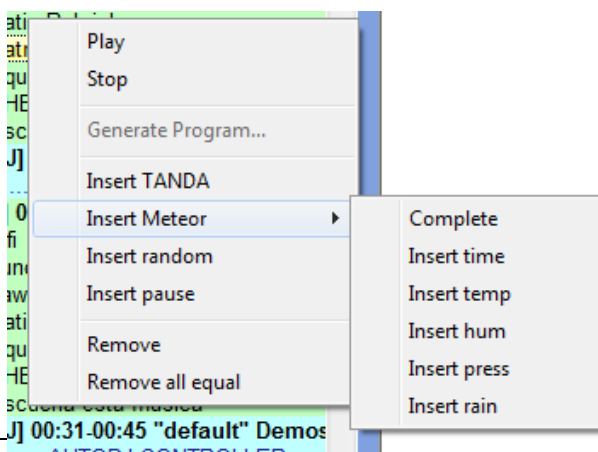 Play
Stop
Generate Program...
Insert TANDA
Insert Meteor
Insert random
Insert pause
Remove
Remove all equal
Complete
Insert time
Insert temp
Insert hum
Insert press
Insert rain
00:31-00:45 "default" Demos